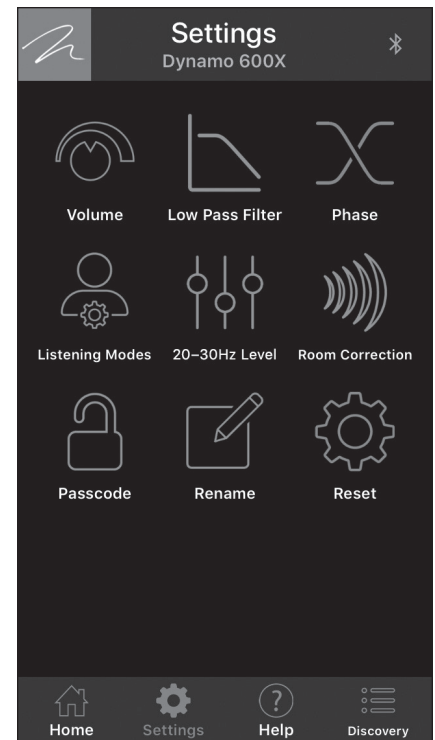 Settings
Dynamo 600X
Volume Low Pass Filter Phase
Listening Modes 20–30Hz Level Room Correction
Passcode Rename Reset
Home Settings Help Discovery